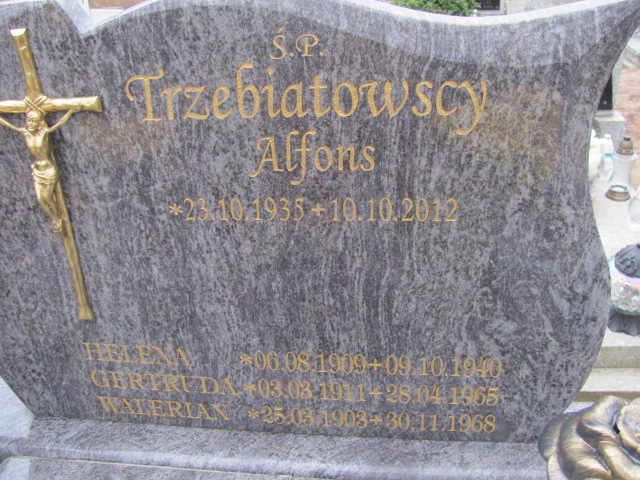 Ś.P.
Trzebiatowscy
Alfons
*23.10.1935+10.10.2012
HELENA *06.08.1909+09.10.1940
GERTRUDA *03.03.1911+28.04.1965
WALERIAN *25.03.1903+30.11.1968